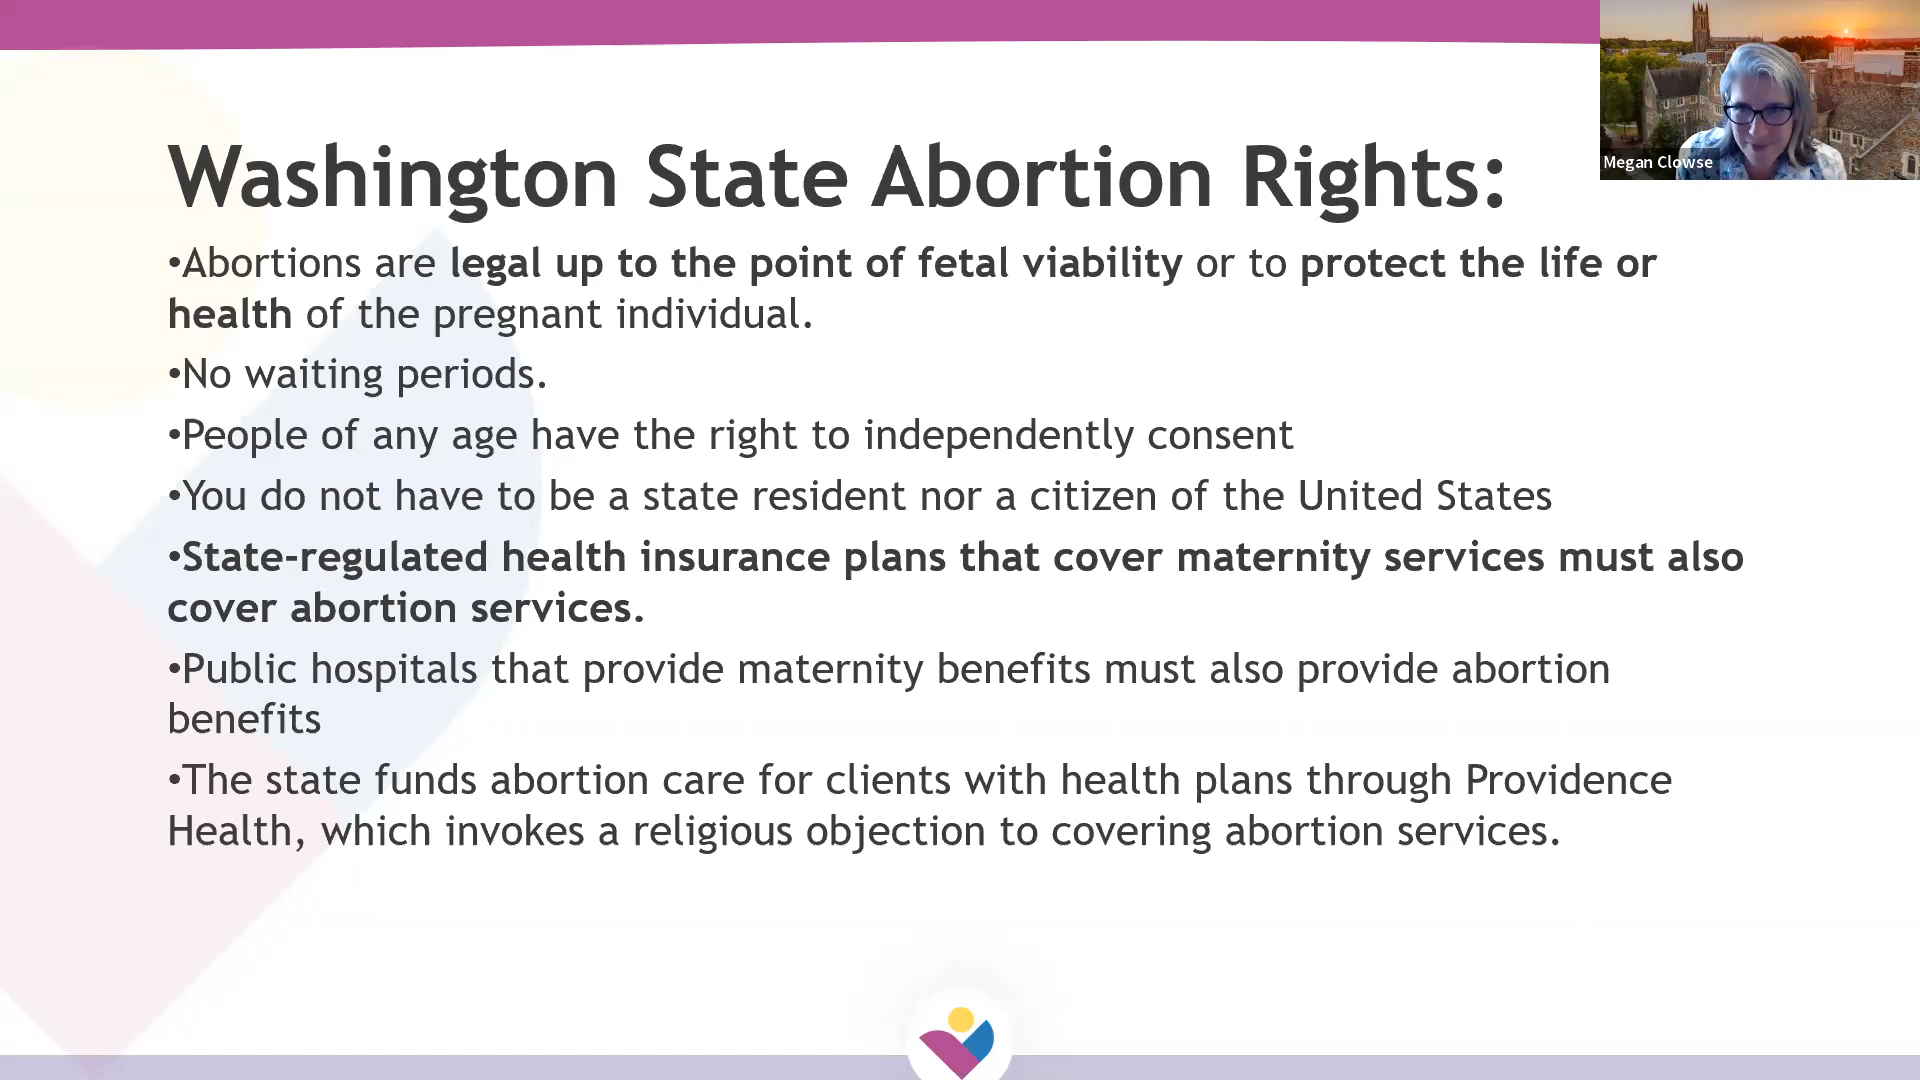 Megan Clowse
Washington State Abortion Rights:
•Abortions are legal up to the point of fetal viability or to protect the life or
health of the pregnant individual.
•No waiting periods.
•People of any age have the right to independently consent
•You do not have to be a state resident nor a citizen of the United States
•State-regulated health insurance plans that cover maternity services must also
cover abortion services.
•Public hospitals that provide maternity benefits must also provide abortion
benefits
•The state funds abortion care for clients with health plans through Providence
Health, which invokes a religious objection to covering abortion services.